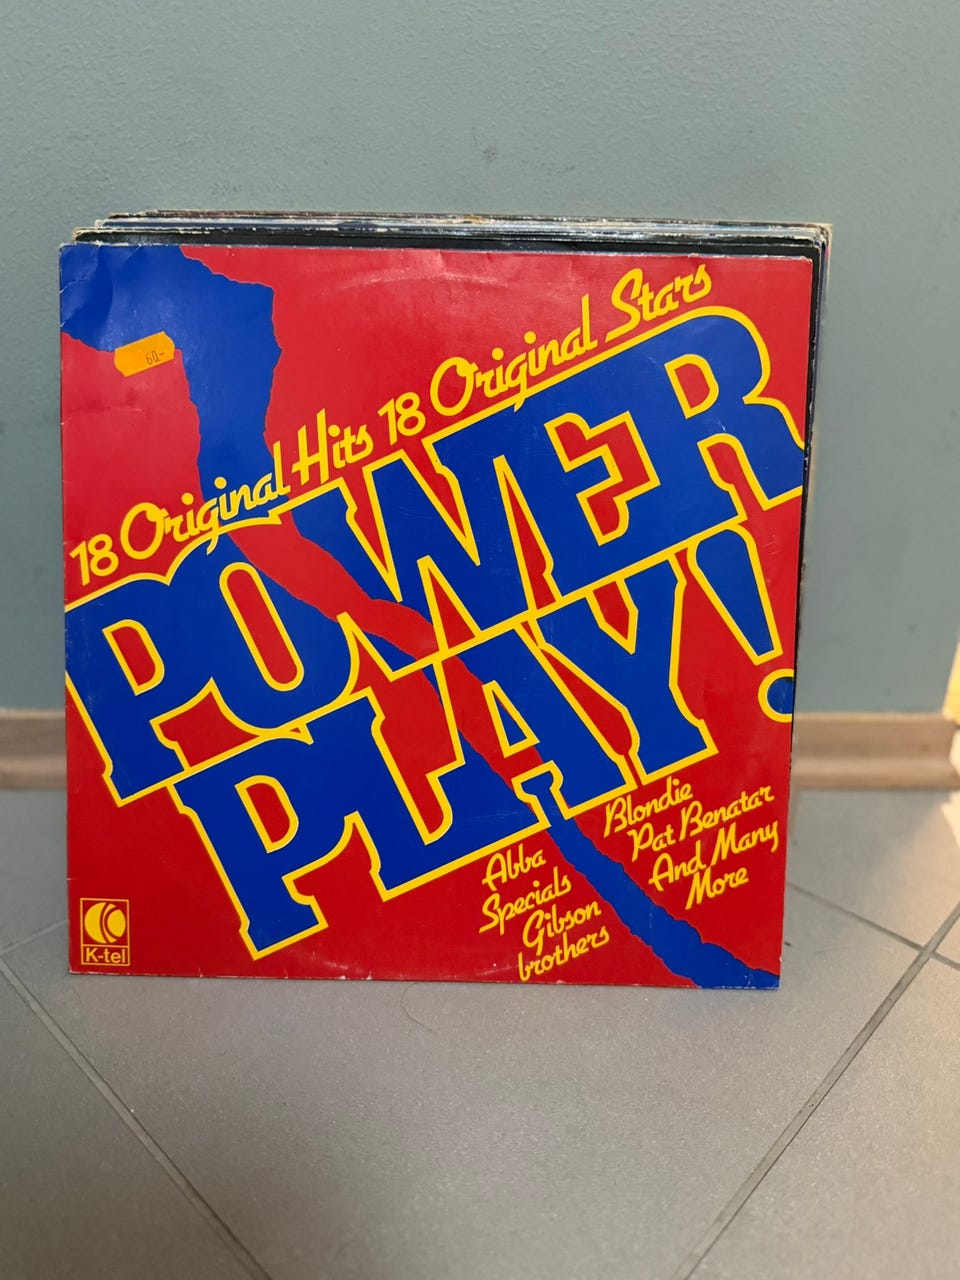 60.-
18 Original Hits 18 Original Stars
POWER
PLAY!
Abba
Specials
Gibson
brothers
Blondie
Pat Benatar
And Many
More
K-tel